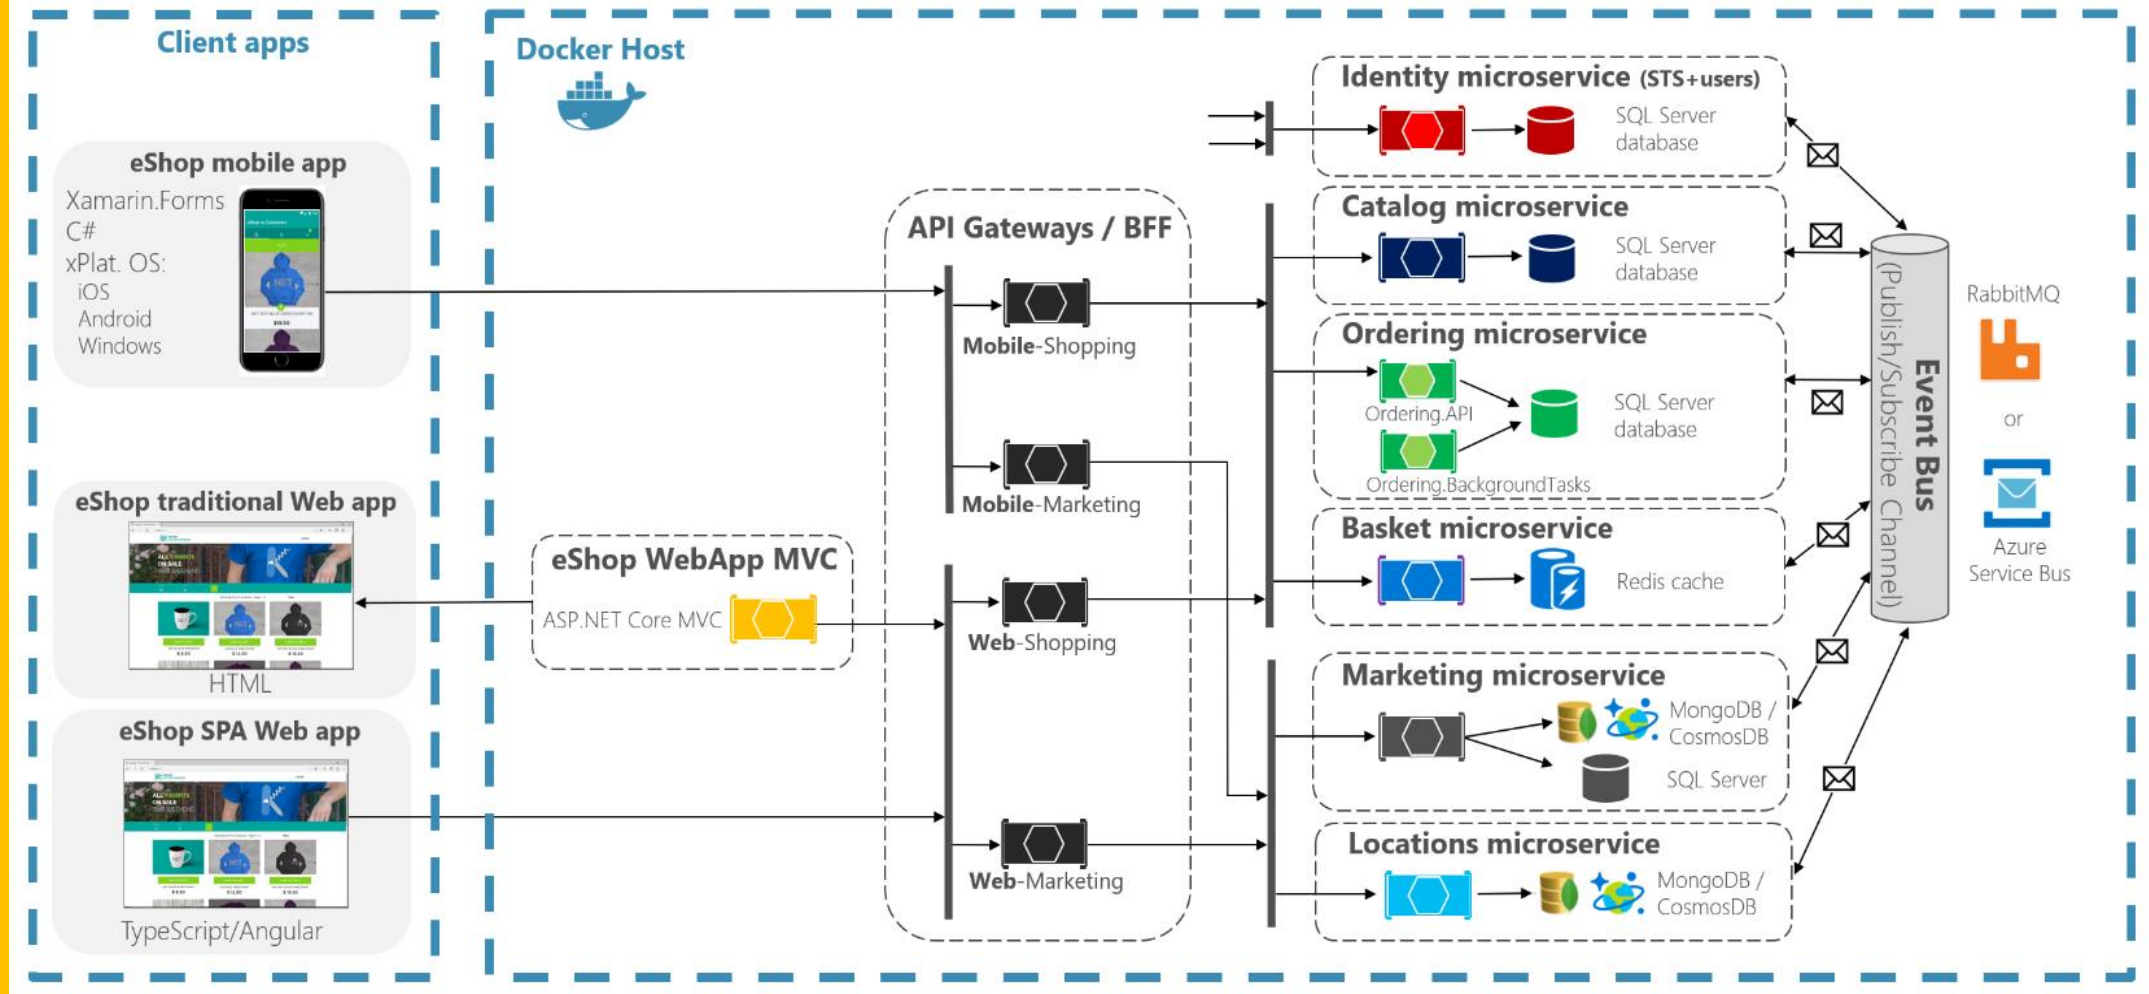 Client apps
eShop mobile app
Xamarin.Forms
C#
xPlat. OS:
iOS
Android
Windows
eShop traditional Web app
HTML
eShop SPA Web app
TypeScript/Angular
Docker Host
eShop WebApp MVC
ASP.NET Core MVC
API Gateways / BFF
Mobile-Shopping
Mobile-Marketing
Web-Shopping
Web-Marketing
Identity microservice (STS+users)
SQL Server
database
Catalog microservice
SQL Server
database
Ordering microservice
Ordering.API
SQL Server
database
Ordering.BackgroundTasks
Basket microservice
Redis cache
Marketing microservice
MongoDB /
CosmosDB
SQL Server
Locations microservice
MongoDB /
CosmosDB
Event Bus
(Publish/Subscribe Channel)
RabbitMQ
or
Azure
Service Bus